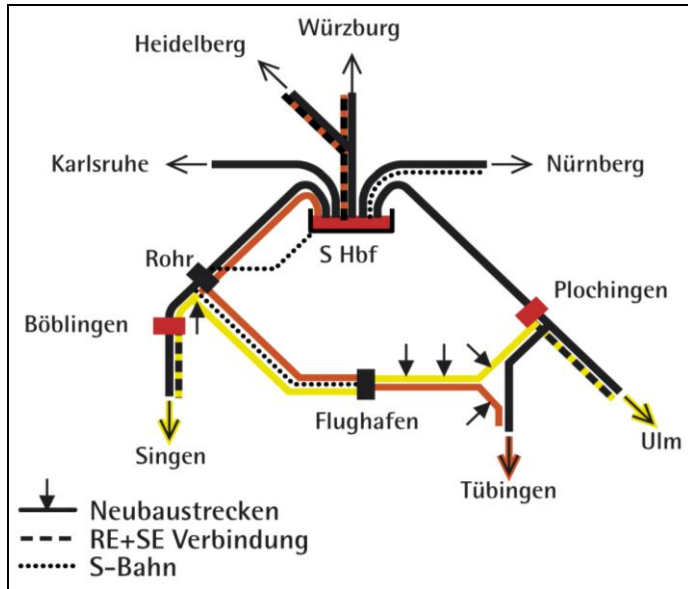 Würzburg
Heidelberg
Karlsruhe
Nürnberg
S Hbf
Rohr
Plochingen
Böblingen
Flughafen
Singen
Ulm
Tübingen
Neubaustrecken
RE+SE Verbindung
S-Bahn